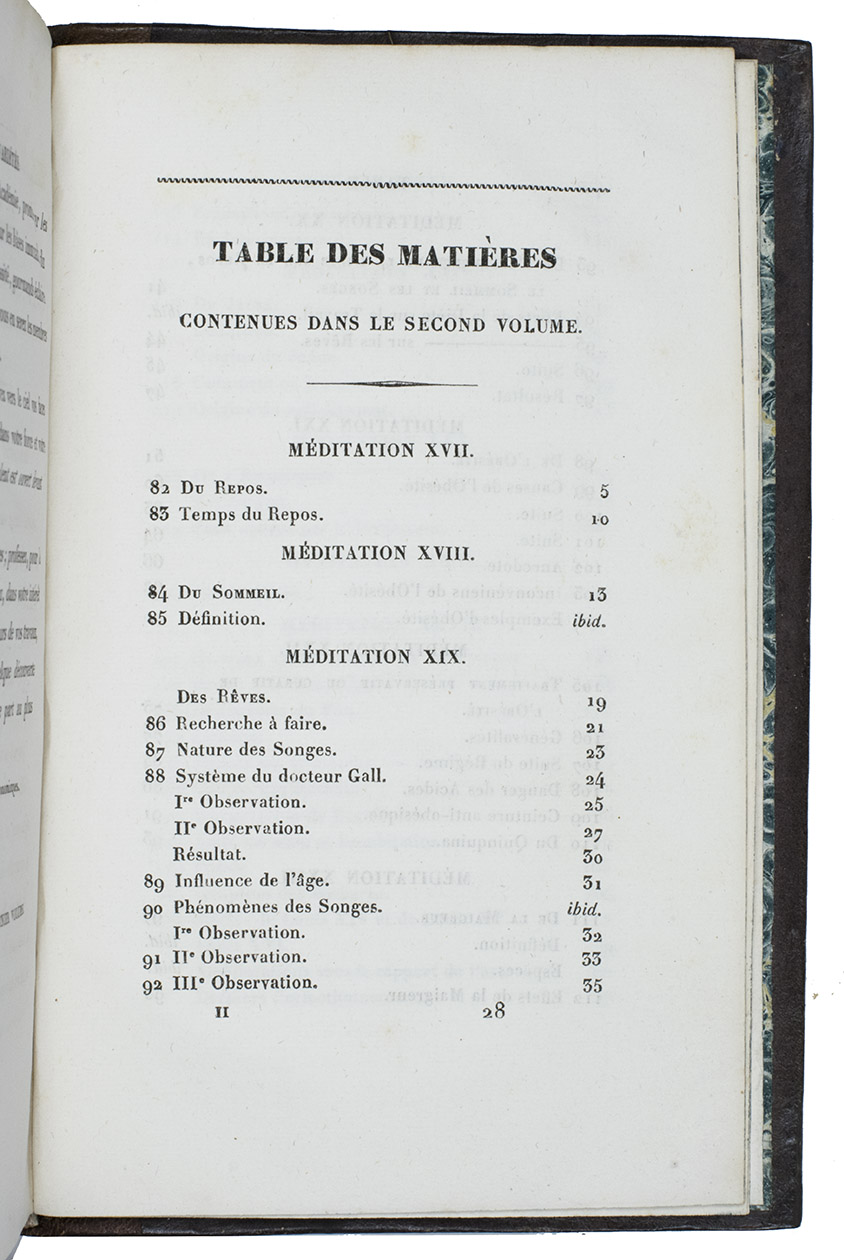 TABLE DES MATIÈRES
CONTENUES DANS LE SECOND VOLUME.
MÉDITATION XVII.
82 Du Repos. 5
83 Temps du Repos. 10
MÉDITATION XVIII.
84 Du Sommeil. 13
85 Définition. ibid.
MÉDITATION XIX.
Des Rêves. 19
86 Recherche à faire. 21
87 Nature des Songes. 23
88 Système du docteur Gall. 24
Ire Observation. 25
IIe Observation. 27
Résultat. 30
89 Influence de l'âge. 31
90 Phénomènes des Songes. ibid.
Ire Observation. 32
91 IIe Observation. 33
92 IIIe Observation. 35
II 28